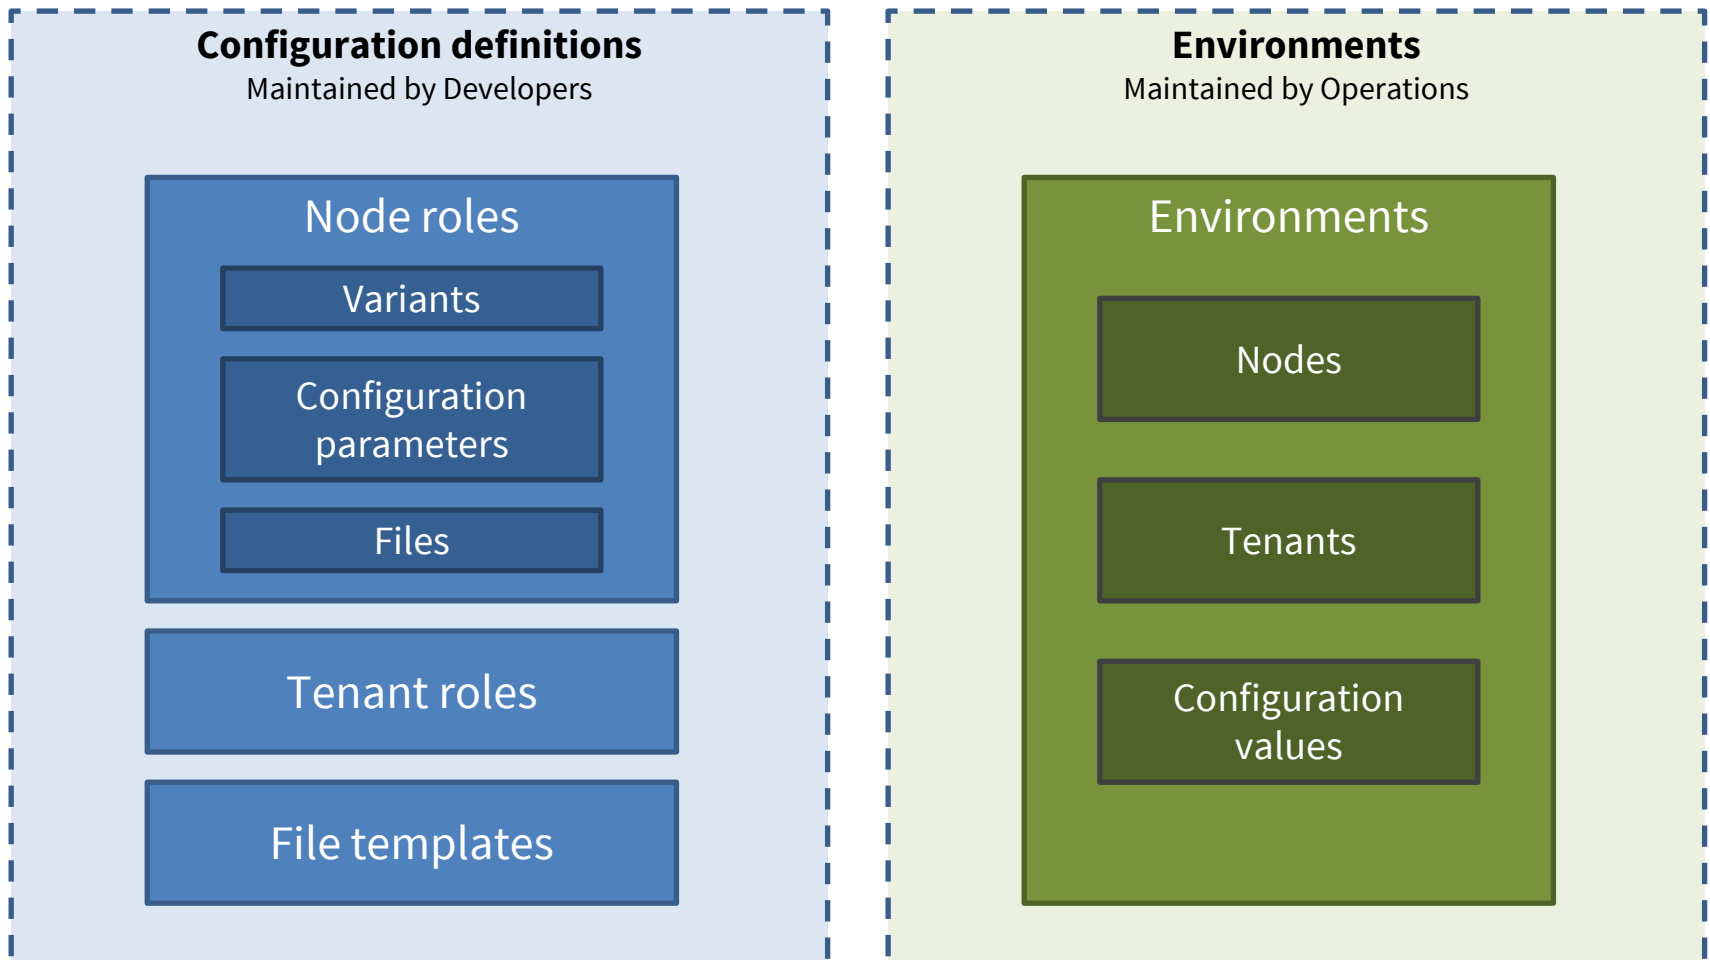 Configuration definitions
Maintained by Developers
Node roles
Variants
Configuration
parameters
Files
Tenant roles
File templates
Environments
Maintained by Operations
Environments
Nodes
Tenants
Configuration
values